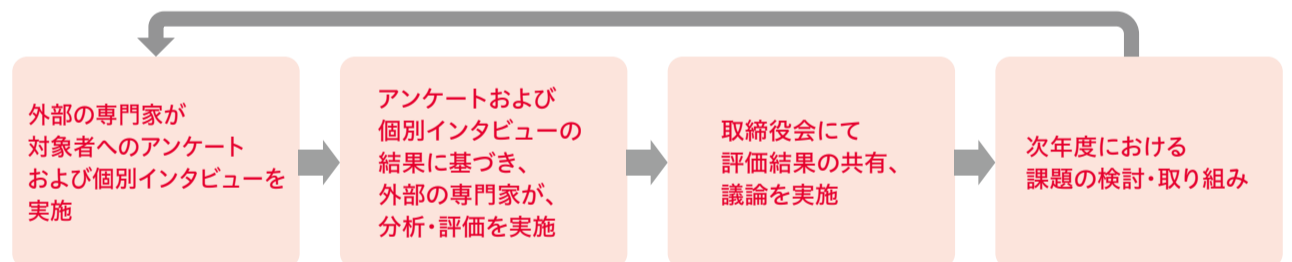 外部の専門家が
対象者へのアンケート
および個別インタビューを
実施
アンケートおよび
個別インタビューの
結果に基づき、
外部の専門家が、
分析・評価を実施
取締役会にて
評価結果の共有、
議論を実施
次年度における
課題の検討・取り組み